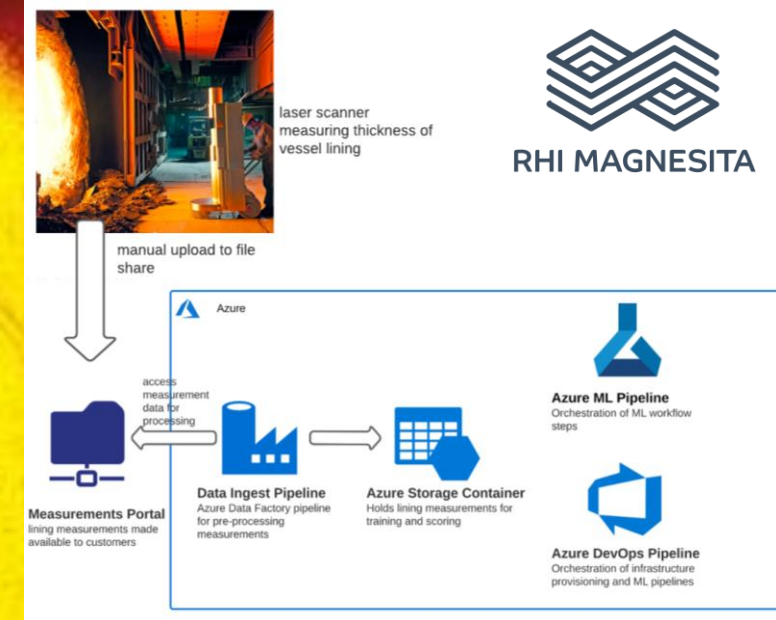 laser scanner
measuring thickness of
vessel lining
RHI MAGNESITA
manual upload to file
share
Azure
access
measurement
data for
processing
Measurements Portal
lining measurements made
available to customers
Data Ingest Pipeline
Azure Data Factory pipeline
for pre-processing
measurements
Azure Storage Container
Holds lining measurements for
training and scoring
Azure ML Pipeline
Orchestration of ML workflow
steps
Azure DevOps Pipeline
Orchestration of infrastructure
provisioning and ML pipelines